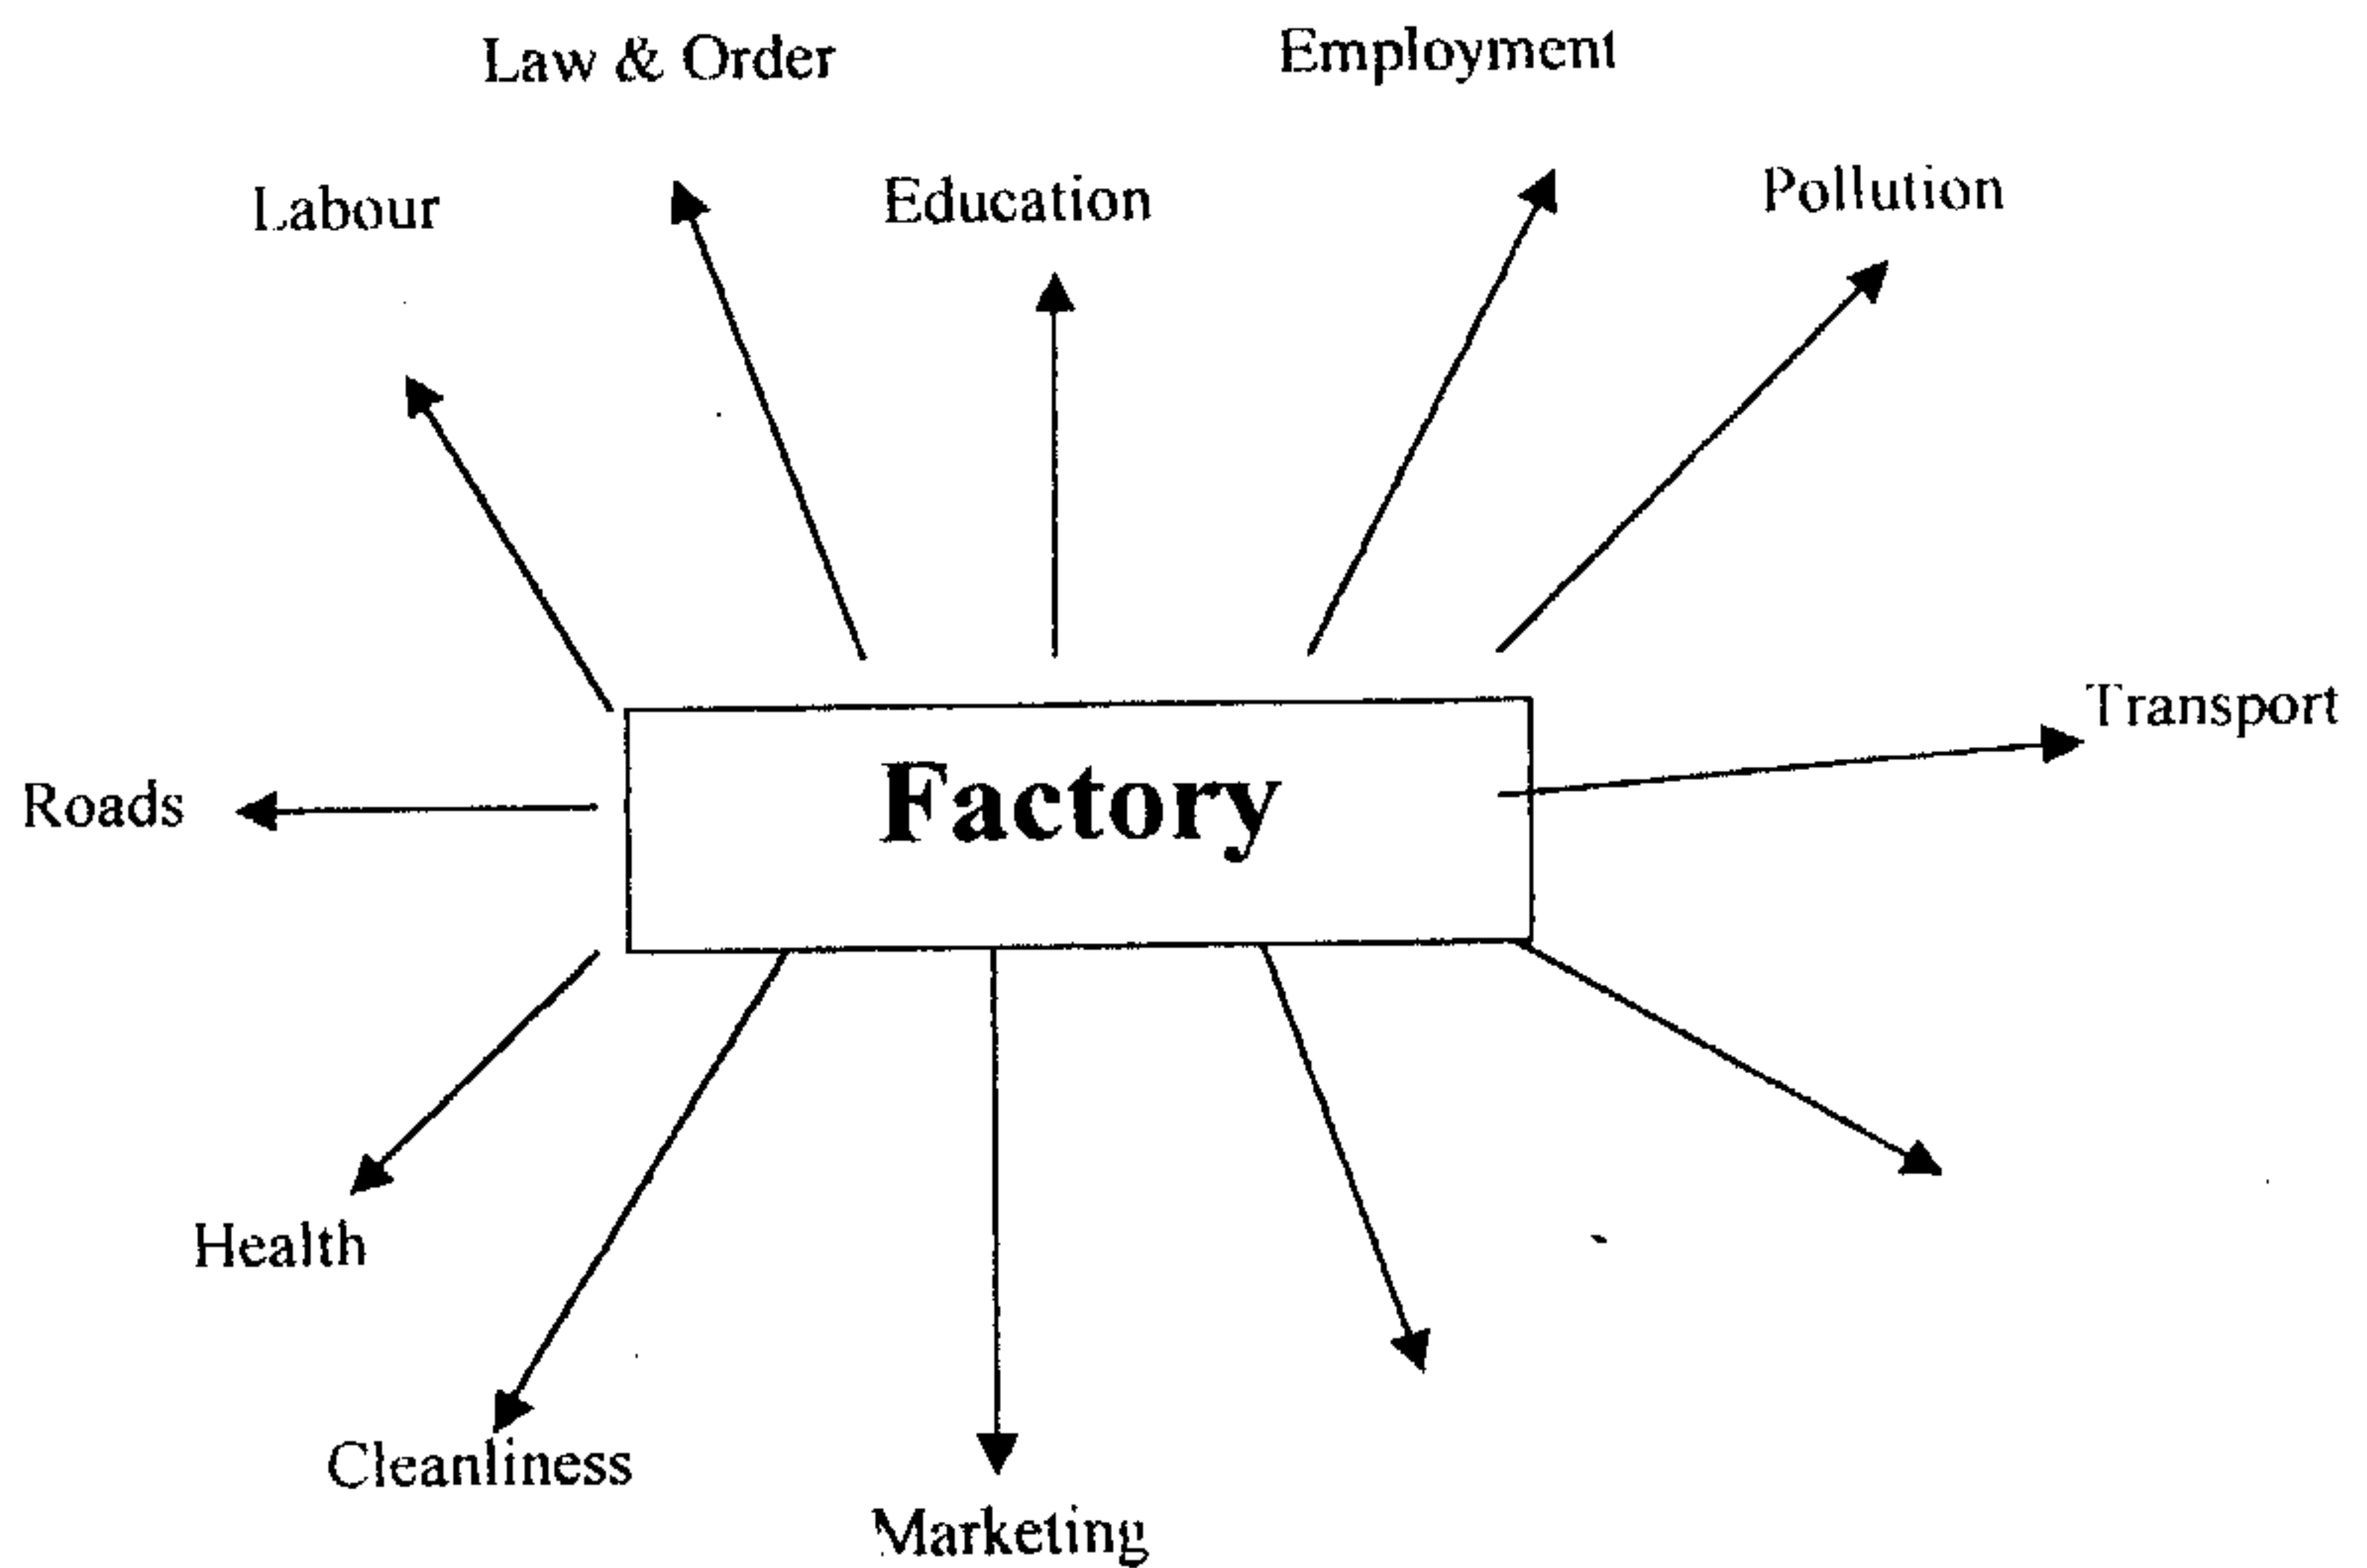 Law & Order
Employment
Labour
Education
Pollution
Transport
Factory
Roads
Health
Cleanliness
Marketing